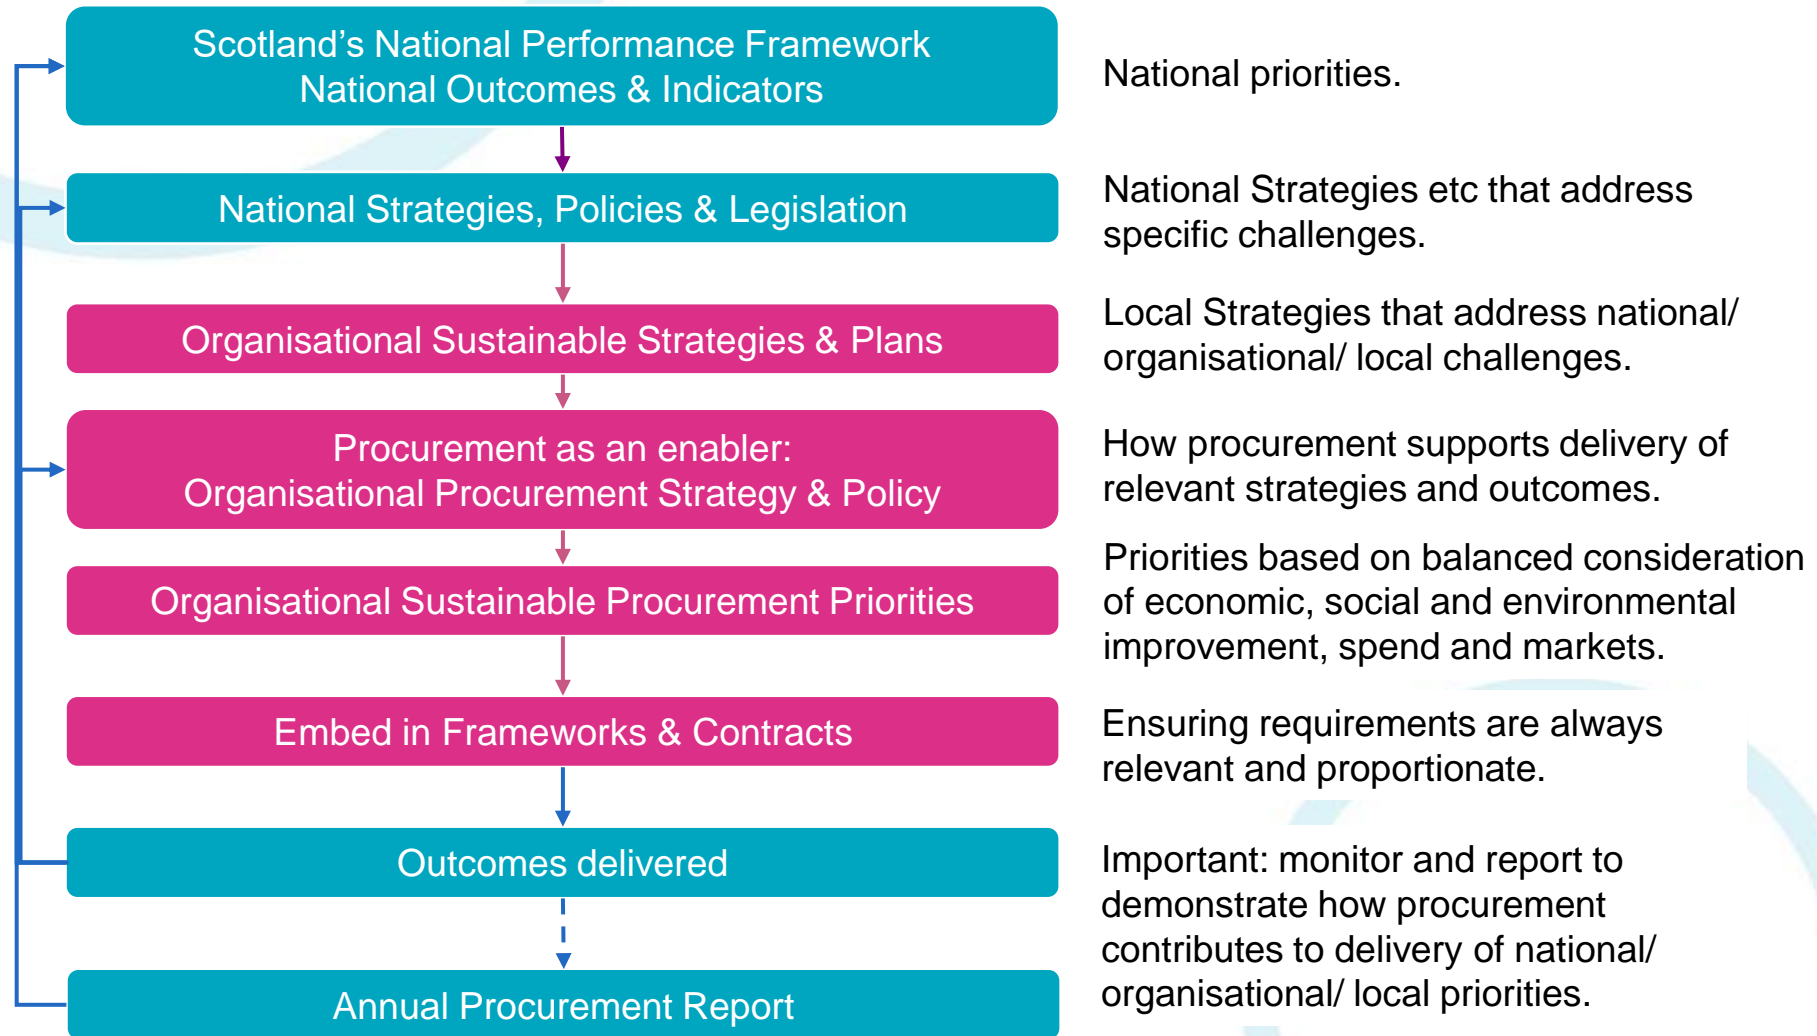 Scotland’s National Performance Framework
National Outcomes & Indicators
National priorities.
National Strategies, Policies & Legislation
National Strategies etc that address
specific challenges.
Organisational Sustainable Strategies & Plans
Local Strategies that address national/
organisational/ local challenges.
Procurement as an enabler:
Organisational Procurement Strategy & Policy
How procurement supports delivery of
relevant strategies and outcomes.
Organisational Sustainable Procurement Priorities
Priorities based on balanced consideration
of economic, social and environmental
improvement, spend and markets.
Embed in Frameworks & Contracts
Ensuring requirements are always
relevant and proportionate.
Outcomes delivered
Important: monitor and report to
demonstrate how procurement
contributes to delivery of national/
organisational/ local priorities.
Annual Procurement Report